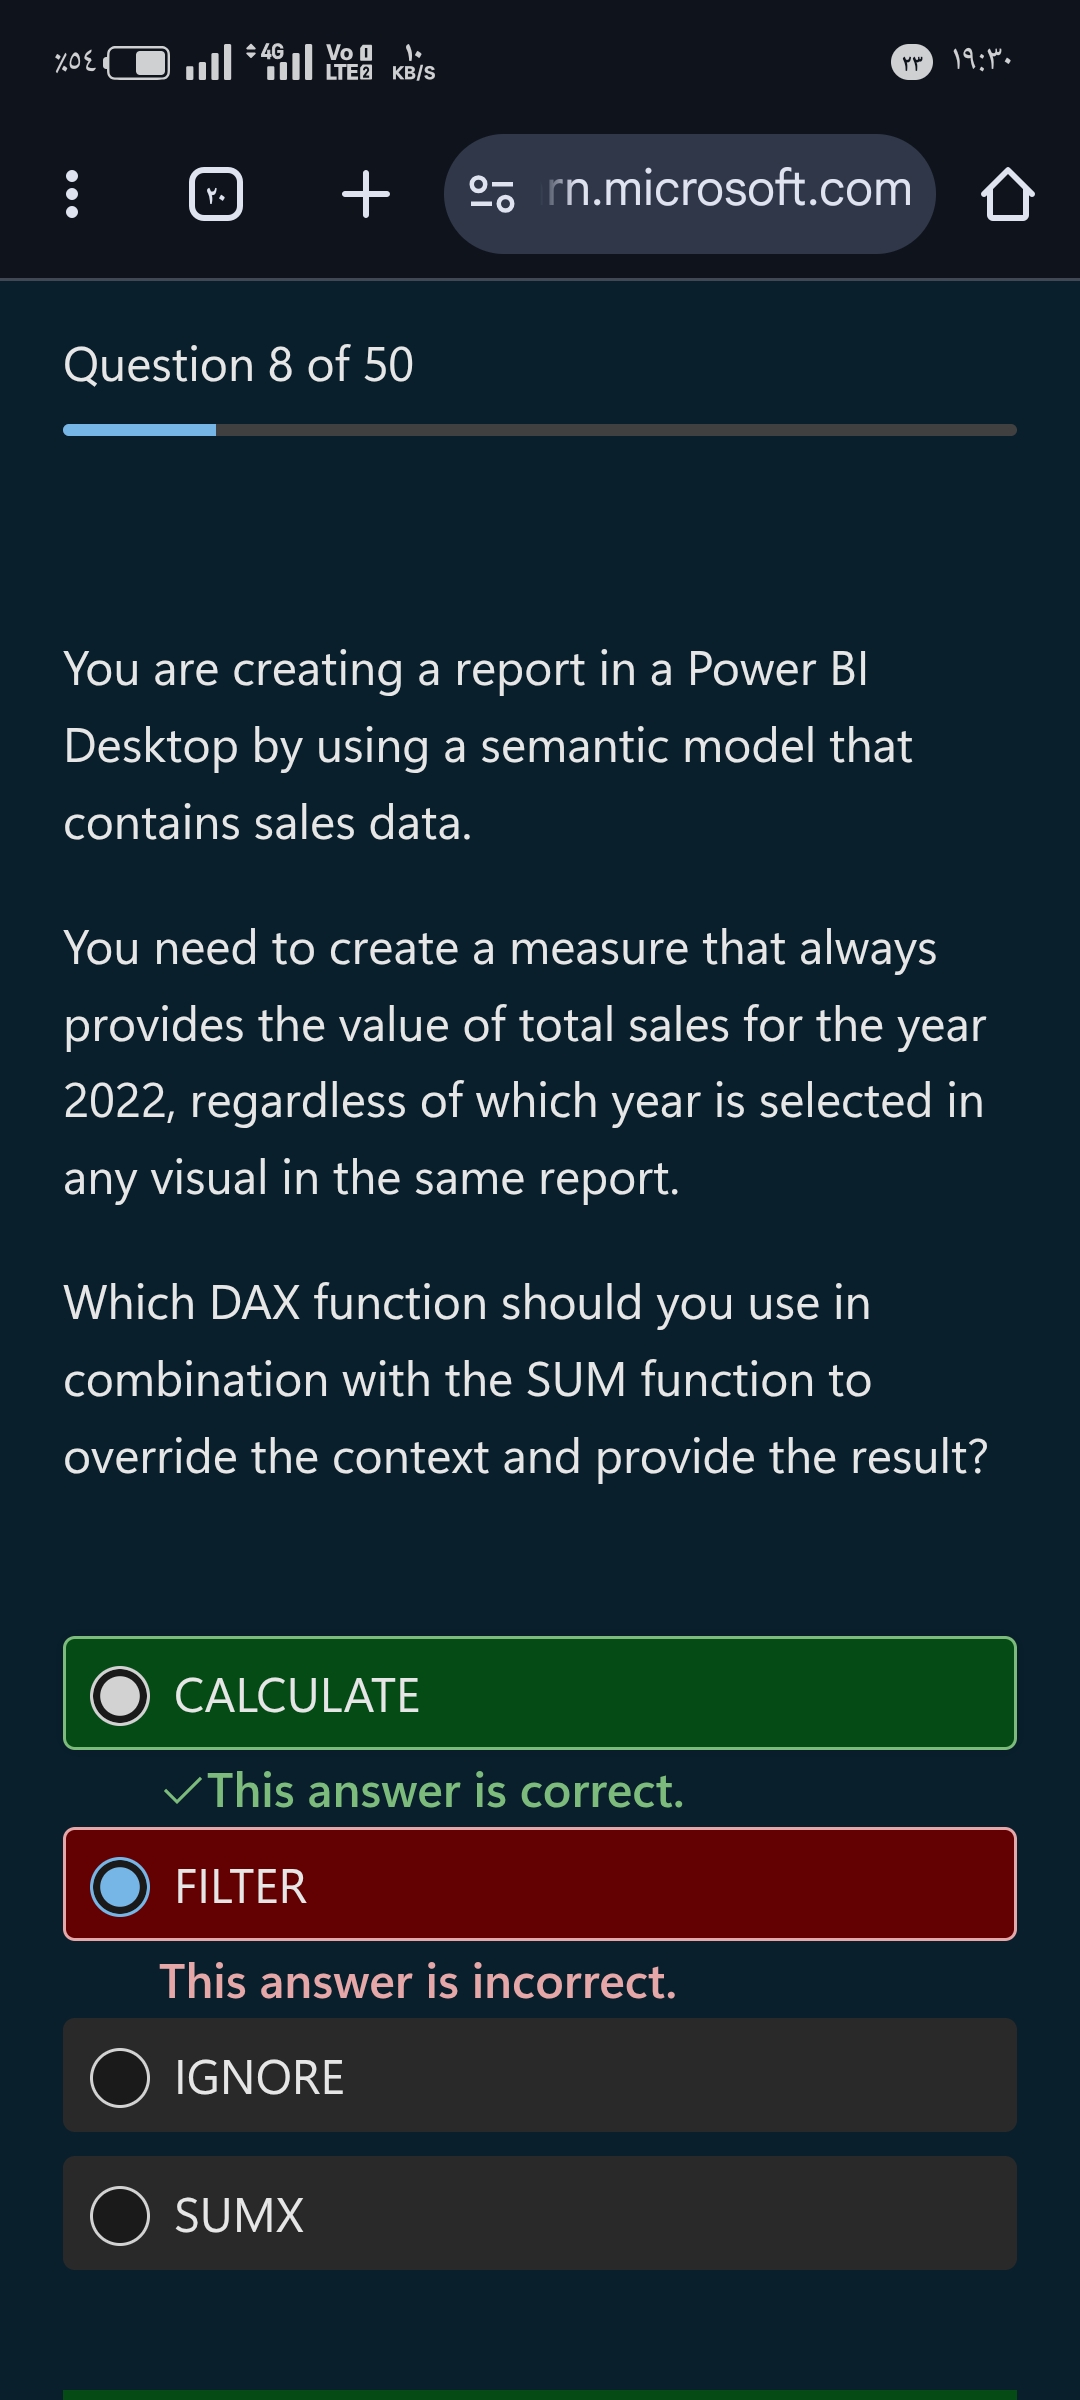 ٪٥٤ 4G Vo 1 LTE 2 ١٠ KB/S ٢٣ ١٩:٣٠
٢٠ rn.microsoft.com
Question 8 of 50
You are creating a report in a Power BI
Desktop by using a semantic model that
contains sales data.
You need to create a measure that always
provides the value of total sales for the year
2022, regardless of which year is selected in
any visual in the same report.
Which DAX function should you use in
combination with the SUM function to
override the context and provide the result?
CALCULATE
✓This answer is correct.
FILTER
This answer is incorrect.
IGNORE
SUMX